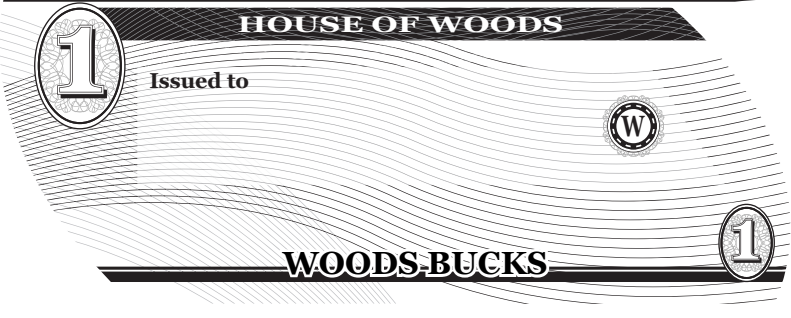 HOUSE OF WOODS
1
Issued to
W
1
WOODS BUCKS